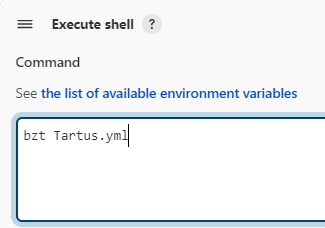 Execute shell ?
Command
See the list of available environment variables
bzt Tartus.yml